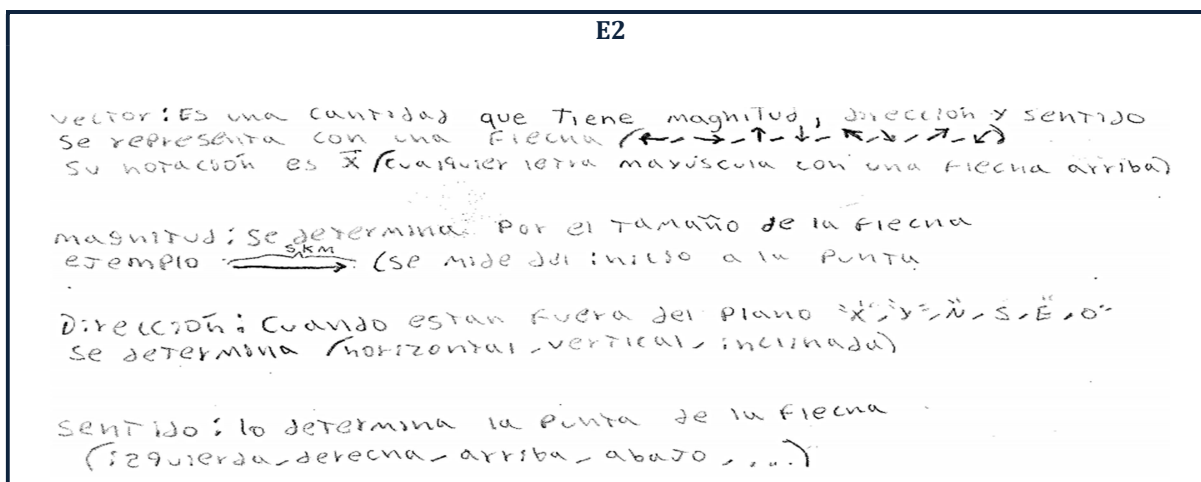 E2
Vector: Es una cantidad que tiene magnitud, dirección y sentido
se representa con una flecha (←, →, ↑, ↓, ↖, ↘, ↗, ↙)
su notación es X⃗ (cualquier letra mayúscula con una flecha arriba)
magnitud: se determina por el tamaño de la flecha
5 km
ejemplo → (se mide del inicio a la punta
Dirección: Cuando estan fuera del plano "x", "y", N, S, E, O"
se determina (horizontal, vertical, inclinada)
sentido: lo determina la punta de la flecha
(izquierda, derecha, arriba, abajo, ...)